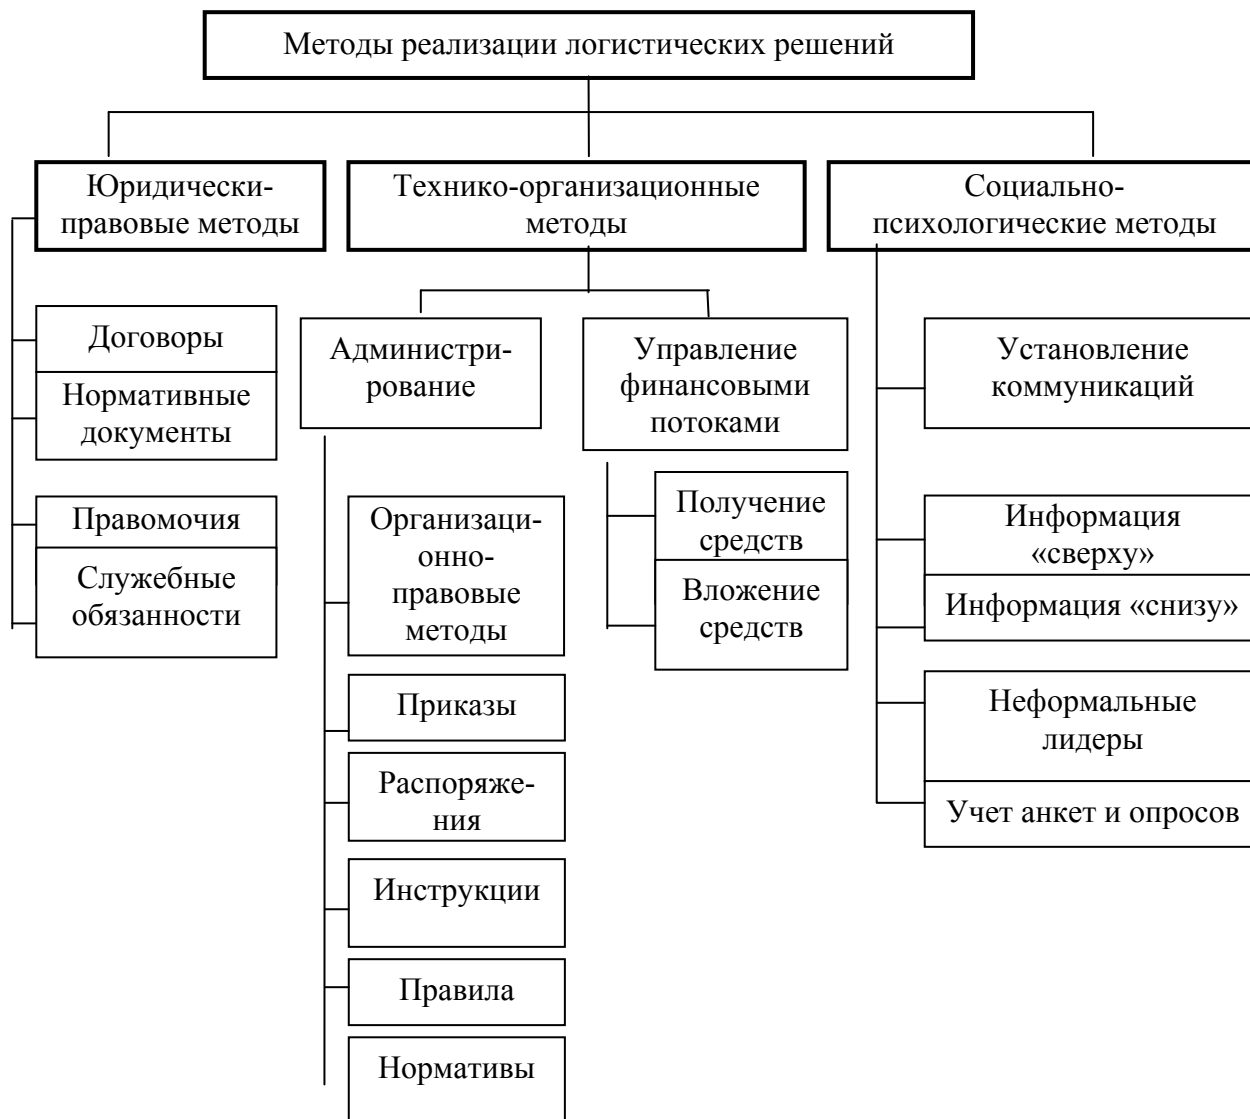 Методы реализации логистических решений
Юридически-
правовые методы
Технико-организационные
методы
Социально-
психологические методы
Договоры
Нормативные
документы
Правомочия
Служебные
обязанности
Администри-
рование
Организаци-
онно-
правовые
методы
Приказы
Распоряже-
ния
Инструкции
Правила
Нормативы
Управление
финансовыми
потоками
Получение
средств
Вложение
средств
Установление
коммуникаций
Информация
«сверху»
Информация «снизу»
Неформальные
лидеры
Учет анкет и опросов